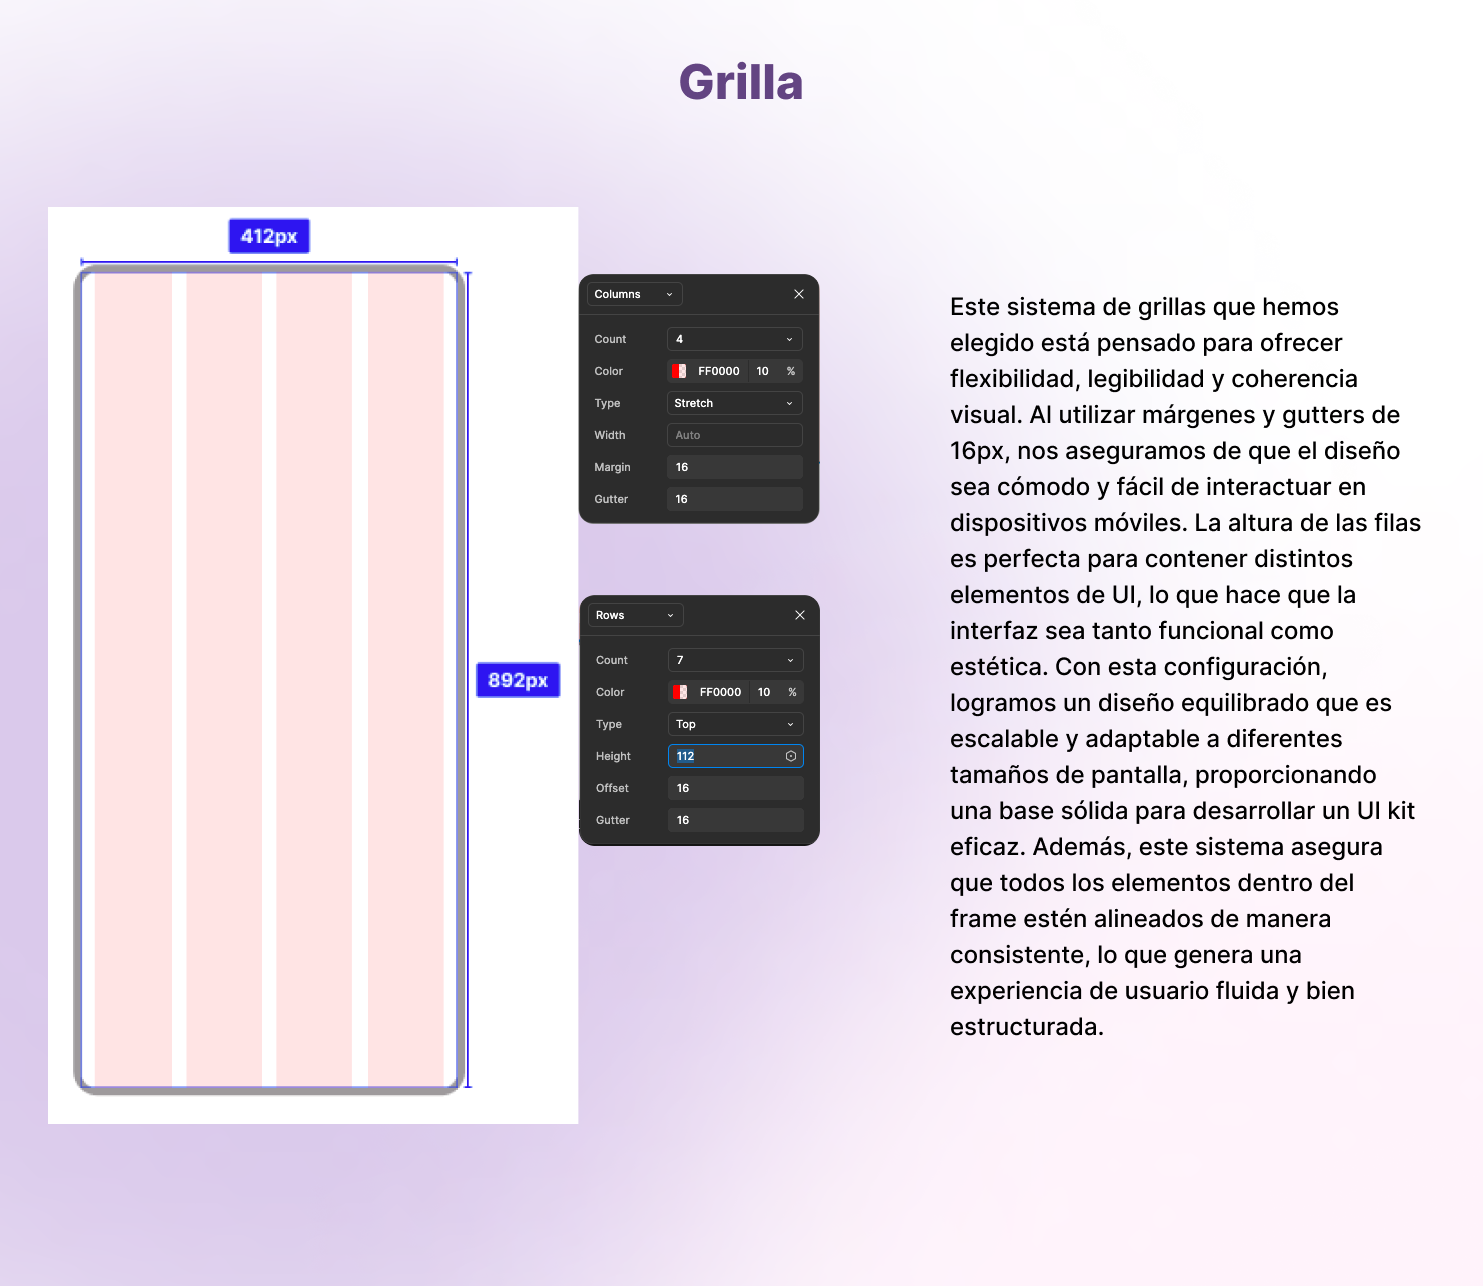 Grilla
412px
892px
Columns
Count 4
Color FF0000 10 %
Type Stretch
Width Auto
Margin 16
Gutter 16
Rows
Count 7
Color FF0000 10 %
Type Top
Height 112
Offset 16
Gutter 16
Este sistema de grillas que hemos
elegido está pensado para ofrecer
flexibilidad, legibilidad y coherencia
visual. Al utilizar márgenes y gutters de
16px, nos aseguramos de que el diseño
sea cómodo y fácil de interactuar en
dispositivos móviles. La altura de las filas
es perfecta para contener distintos
elementos de UI, lo que hace que la
interfaz sea tanto funcional como
estética. Con esta configuración,
logramos un diseño equilibrado que es
escalable y adaptable a diferentes
tamaños de pantalla, proporcionando
una base sólida para desarrollar un UI kit
eficaz. Además, este sistema asegura
que todos los elementos dentro del
frame estén alineados de manera
consistente, lo que genera una
experiencia de usuario fluida y bien
estructurada.